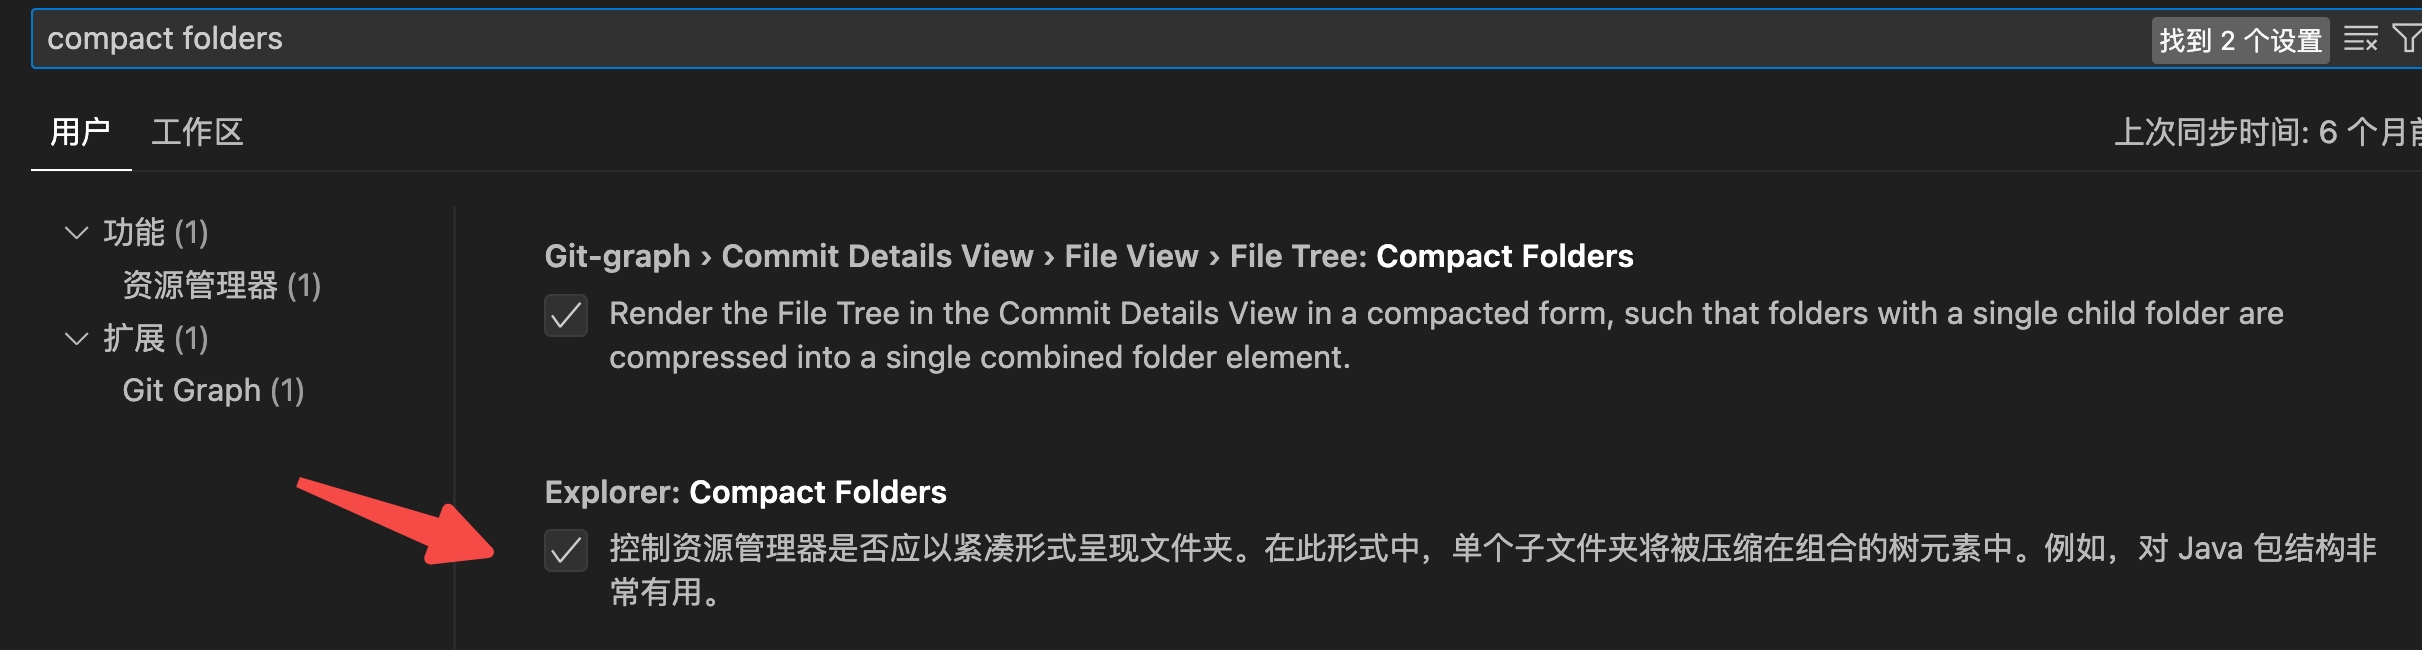 compact folders
找到 2 个设置
用户 工作区
上次同步时间: 6 个月前
功能 (1)
资源管理器 (1)
扩展 (1)
Git Graph (1)
Git-graph › Commit Details View › File View › File Tree: Compact Folders
Render the File Tree in the Commit Details View in a compacted form, such that folders with a single child folder are
compressed into a single combined folder element.
Explorer: Compact Folders
控制资源管理器是否应以紧凑形式呈现文件夹。在此形式中，单个子文件夹将被压缩在组合的树元素中。例如，对 Java 包结构非
常有用。